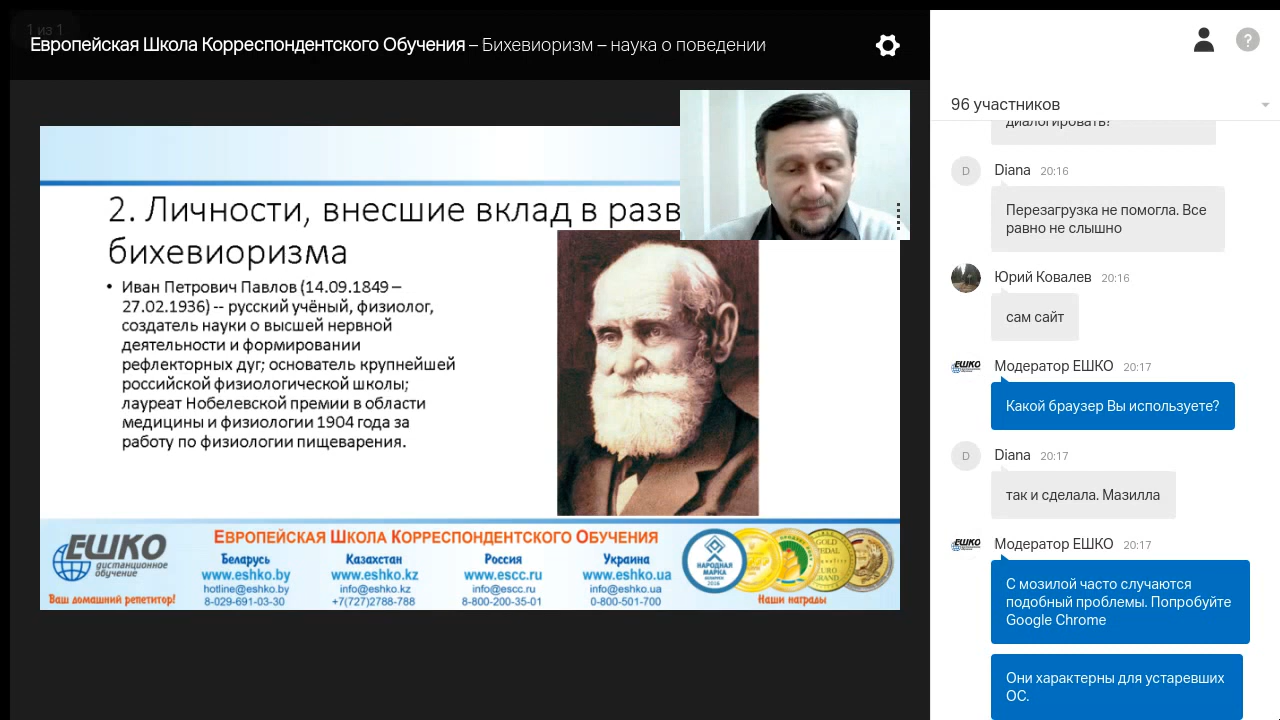 1 из 1
Европейская Школа Корреспондентского Обучения – Бихевиоризм – наука о поведении
2. Личности, внесшие вклад в разв
бихевиоризма
• Иван Петрович Павлов (14.09.1849 –
27.02.1936) -- русский учёный, физиолог,
создатель науки о высшей нервной
деятельности и формировании
рефлекторных дуг; основатель крупнейшей
российской физиологической школы;
лауреат Нобелевской премии в области
медицины и физиологии 1904 года за
работу по физиологии пищеварения.
ЕШКО
дистанционное
обучение
Ваш домашний репетитор!
Европейская Школа Корреспондентского Обучения
Беларусь
www.eshko.by
hotline@eshko.by
8-029-691-03-30
Казахстан
www.eshko.kz
info@eshko.kz
+7(727)2788-788
Россия
www.escc.ru
info@escc.ru
8-800-200-35-01
Украина
www.eshko.ua
info@eshko.ua
0-800-501-700
НАРОДНАЯ
МАРКА
GOLD
MEDAL
Наши награды
96 участников
диалогировать?
D
Diana 20:16
Перезагрузка не помогла. Все
равно не слышно
Юрий Ковалев 20:16
сам сайт
ЕШКО
Модератор ЕШКО 20:17
Какой браузер Вы используете?
D
Diana 20:17
так и сделала. Мазилла
ЕШКО
Модератор ЕШКО 20:17
С мозилой часто случаются
подобный проблемы. Попробуйте
Google Chrome
Они характерны для устаревших
ОС.